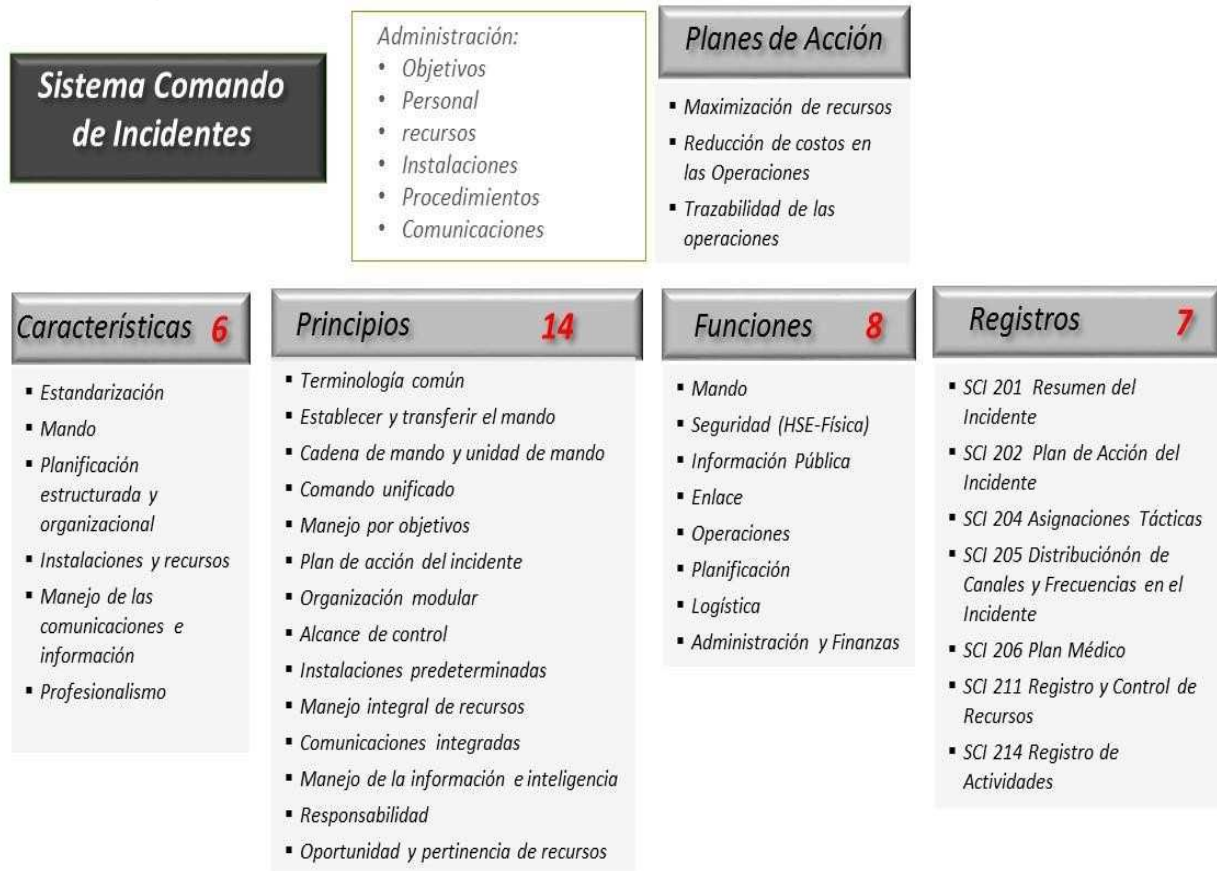 Sistema Comando
de Incidentes
Administración:
• Objetivos
• Personal
• recursos
• Instalaciones
• Procedimientos
• Comunicaciones
Planes de Acción
▪ Maximización de recursos
▪ Reducción de costos en
las Operaciones
▪ Trazabilidad de las
operaciones
Características 6
▪ Estandarización
▪ Mando
▪ Planificación
estructurada y
organizacional
▪ Instalaciones y recursos
▪ Manejo de las
comunicaciones e
información
▪ Profesionalismo
Principios 14
▪ Terminología común
▪ Establecer y transferir el mando
▪ Cadena de mando y unidad de mando
▪ Comando unificado
▪ Manejo por objetivos
▪ Plan de acción del incidente
▪ Organización modular
▪ Alcance de control
▪ Instalaciones predeterminadas
▪ Manejo integral de recursos
▪ Comunicaciones integradas
▪ Manejo de la información e inteligencia
▪ Responsabilidad
▪ Oportunidad y pertinencia de recursos
Funciones 8
▪ Mando
▪ Seguridad (HSE-Física)
▪ Información Pública
▪ Enlace
▪ Operaciones
▪ Planificación
▪ Logística
▪ Administración y Finanzas
Registros 7
▪ SCI 201 Resumen del
Incidente
▪ SCI 202 Plan de Acción del
Incidente
▪ SCI 204 Asignaciones Tácticas
▪ SCI 205 Distribuciónón de
Canales y Frecuencias en el
Incidente
▪ SCI 206 Plan Médico
▪ SCI 211 Registro y Control de
Recursos
▪ SCI 214 Registro de
Actividades